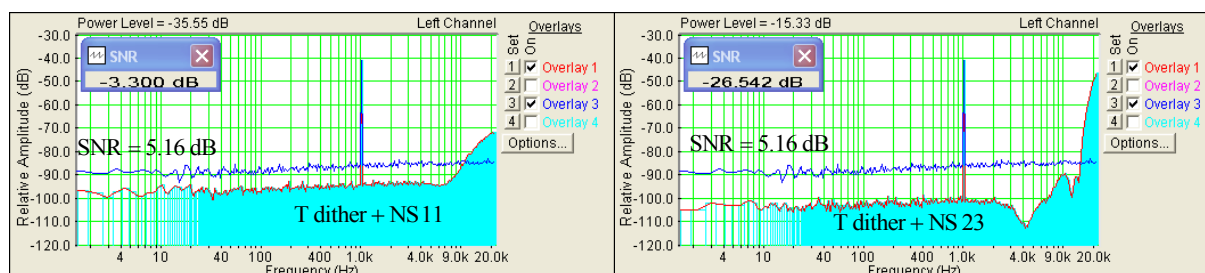 Power Level = -35.55 dB
Left Channel
Overlays
Set
On
SNR
-3.300 dB
1
Overlay 1
2
Overlay 2
3
Overlay 3
4
Overlay 4
Options...
Relative Amplitude (dB)
-30.0
-40.0
-50.0
-60.0
-70.0
-80.0
-90.0
-100.0
R-110.0
-120.0
SNR = 5.16 dB
T dither + NS 11
4
10
40
100
400
1.0k
4.0k
9.0k
20.0k
Frequency (Hz)
Power Level = -15.33 dB
Left Channel
Overlays
Set
On
SNR
-26.542 dB
1
Overlay 1
2
Overlay 2
3
Overlay 3
4
Overlay 4
Options...
Relative Amplitude (dB)
-30.0
-40.0
-50.0
-60.0
-70.0
-80.0
-90.0
-100.0
R-110.0
-120.0
SNR = 5.16 dB
T dither + NS 23
4
10
40
100
400
1.0k
4.0k
9.0k
20.0k
Frequency (Hz)